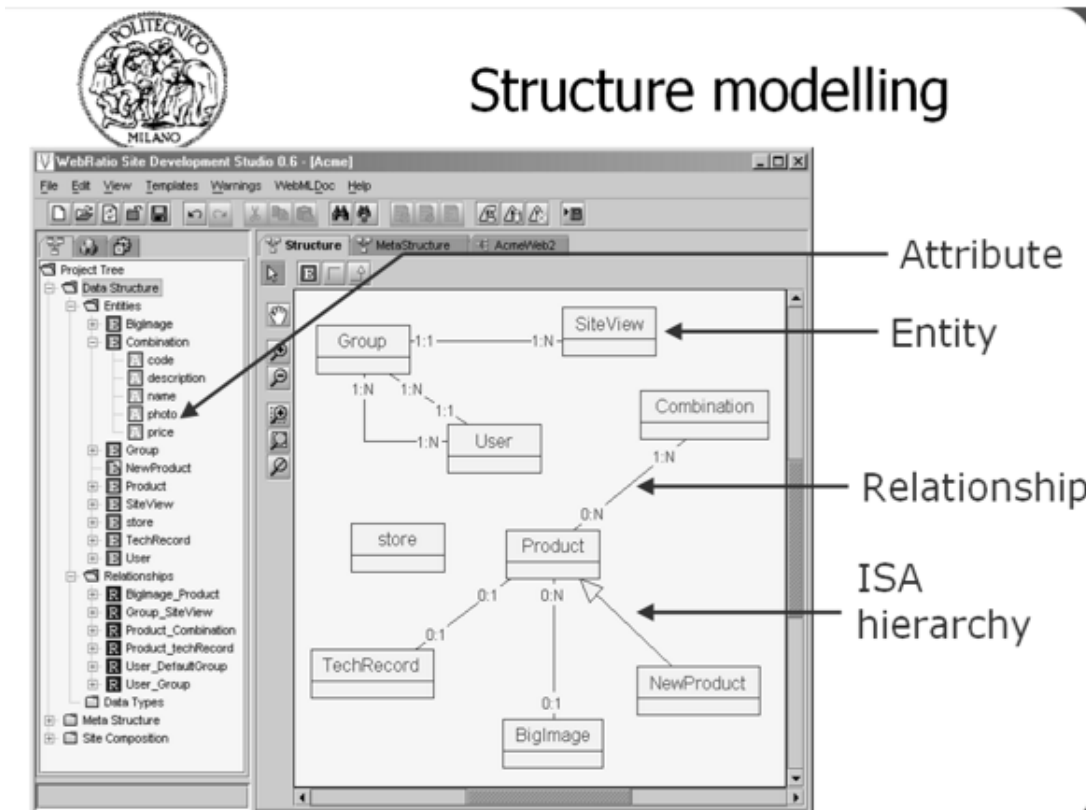 POLITECNICO
MILANO
Structure modelling
WebRatio Site Development Studio 0.6 - [Acme]
File Edit View Templates Warnings WebMLDoc Help
Structure MetaStructure AcmeWeb2
Project Tree
Data Structure
Entities
E BigImage
E Combination
A code
A description
A name
A photo
A price
E Group
NewProduct
E Product
E SiteView
E store
E TechRecord
E User
Relationships
R BigImage_Product
R Group_SiteView
R Product_Combination
R Product_techRecord
R User_DefaultGroup
R User_Group
Data Types
Meta Structure
Site Composition
E
Group 1:1 1:N SiteView
1:N 1:N
1:1
1:N User
Combination
1:N
0:N
store
Product
0:1 0:N
0:1
TechRecord
NewProduct
0:1
BigImage
Attribute
Entity
Relationship
ISA
hierarchy